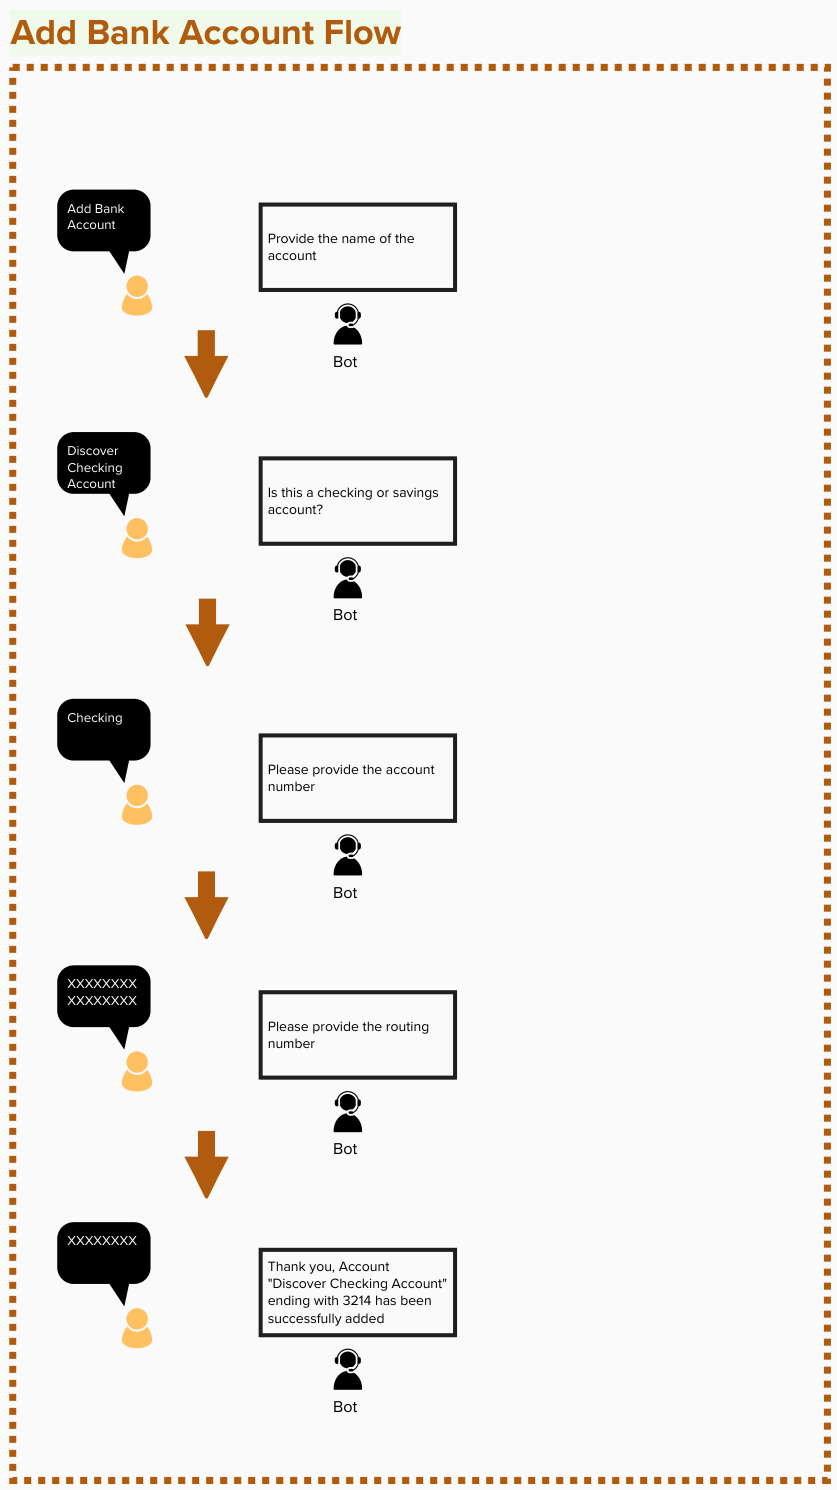 Add Bank Account Flow
Add Bank
Account
Provide the name of the
account
Bot
Discover
Checking
Account
Is this a checking or savings
account?
Bot
Checking
Please provide the account
number
Bot
XXXXXXXX
XXXXXXXX
Please provide the routing
number
Bot
XXXXXXXX
Thank you, Account
"Discover Checking Account"
ending with 3214 has been
successfully added
Bot